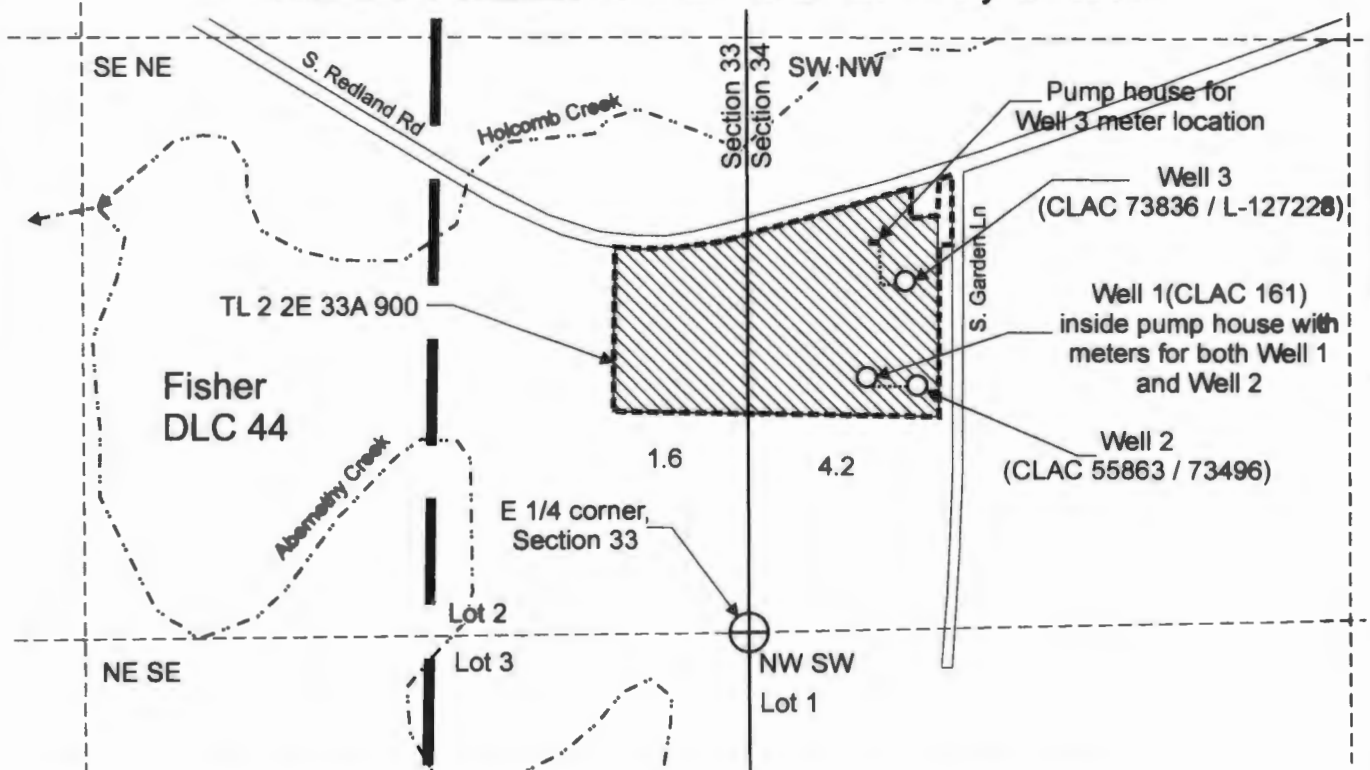 SE NE
S. Redland Rd
Holcomb Creek
Section 33
Section 34
SW NW
Pump house for
Well 3 meter location
Well 3
(CLAC 73836 / L-127228)
S. Garden Ln
Well 1(CLAC 161)
inside pump house with
meters for both Well 1
and Well 2
TL 2 2E 33A 900
Fisher
DLC 44
Abernethy Creek
1.6
4.2
Well 2
(CLAC 55863 / 73496)
E 1/4 corner,
Section 33
Lot 2
Lot 3
NE SE
NW SW
Lot 1